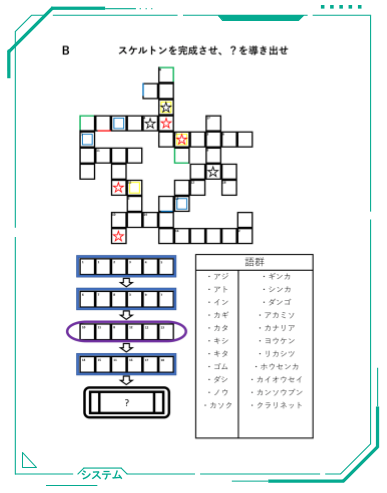 B
スケルトンを完成させ、？を導き出せ
語群
・アジ
・アト
・イン
・カギ
・カタ
・キシ
・キタ
・ゴム
・ダシ
・ノウ
・カソク
・ギンカ
・シンカ
・ダンゴ
・アカミソ
・カナリア
・ヨウケン
・リカシツ
・ホウセンカ
・カイオウセイ
・カンソウブン
・クラリネット
?
システム